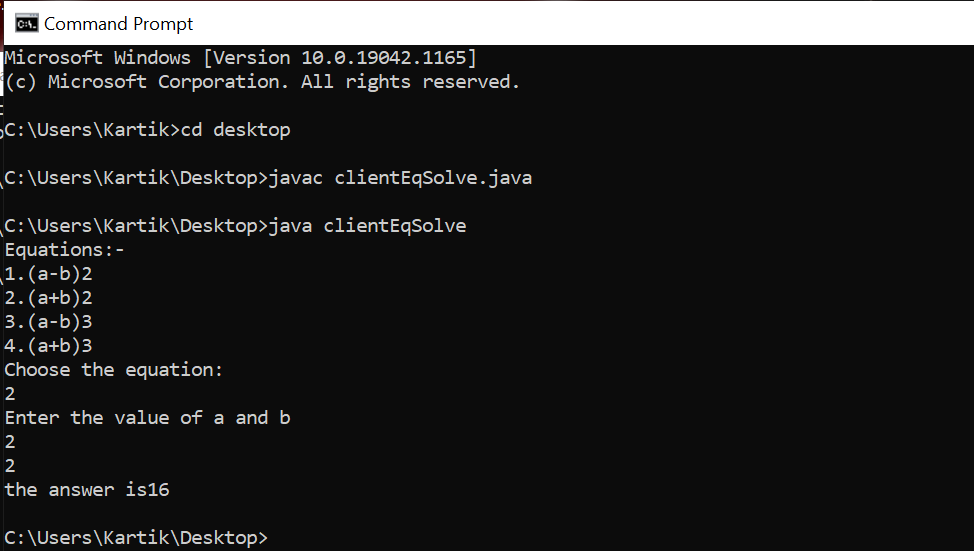 Command Prompt
Microsoft Windows [Version 10.0.19042.1165]
(c) Microsoft Corporation. All rights reserved.
C:\Users\Kartik>cd desktop
C:\Users\Kartik\Desktop>javac clientEqSolve.java
C:\Users\Kartik\Desktop>java clientEqSolve
Equations:-
1.(a-b)2
2.(a+b)2
3.(a-b)3
4.(a+b)3
Choose the equation:
2
Enter the value of a and b
2
2
the answer is16
C:\Users\Kartik\Desktop>